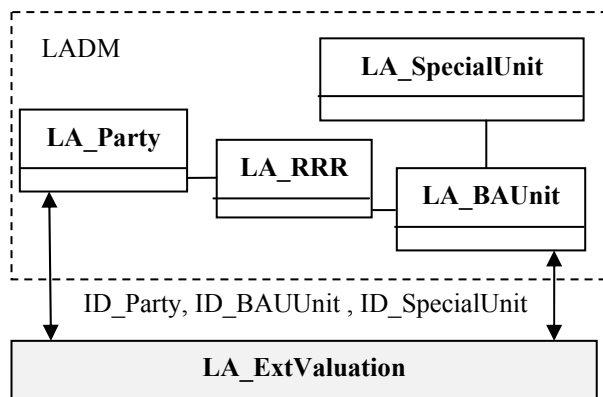 LADM
LA_SpecialUnit
LA_Party
LA_RRR
LA_BAUnit
ID_Party, ID_BAUUnit , ID_SpecialUnit
LA_ExtValuation